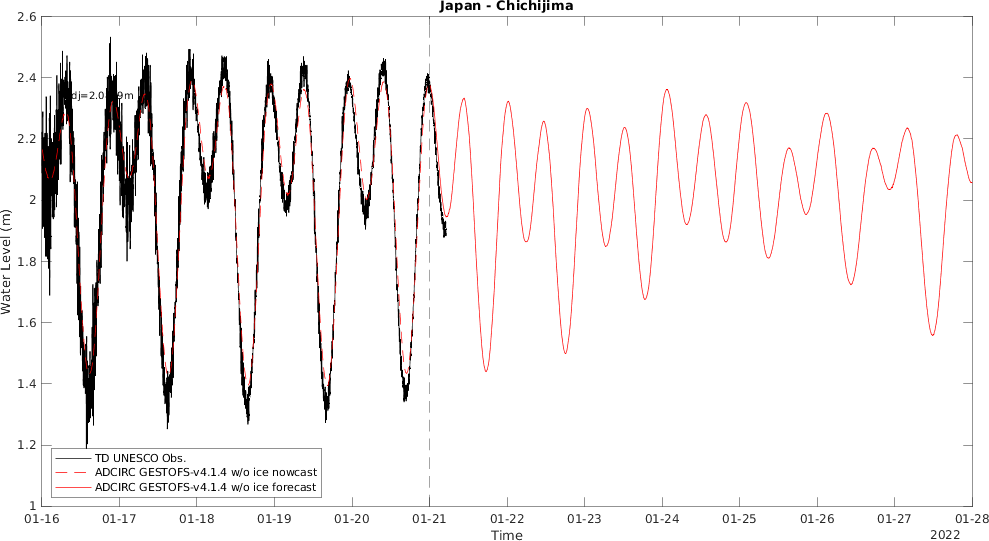 Japan - Chichijima
Water Level (m)
2.6
2.4
2.2
2
1.8
1.6
1.4
1.2
1
TD UNESCO Obs.
ADCIRC GESTOFS-v4.1.4 w/o ice nowcast
ADCIRC GESTOFS-v4.1.4 w/o ice forecast
01-16 01-17 01-18 01-19 01-20 01-21 01-22 01-23 01-24 01-25 01-26 01-27 01-28
Time
2022